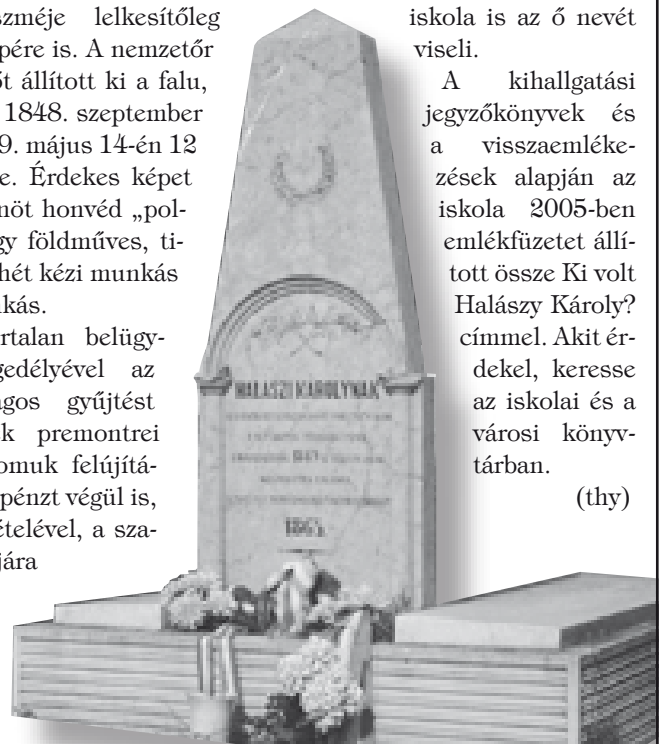 szméje lelkesítőleg
pére is. A nemzetőr
őt állított ki a falu,
1848. szeptember
9. május 14-én 12
e. Érdekes képet
nöt honvéd „pol-
gy földműves, ti-
hét kézi munkás
nkás.
rtalan belügy-
gedélyével az
agos gyűjtést
k premontrei
omuk felújítá-
pénzt végül is,
ételével, a sza-
jára
HALASZI KÁROLYNAK
iskola is az ő nevét
viseli.
A kihallgatási
jegyzőkönyvek és
a visszaemléke-
zések alapján az
iskola 2005-ben
emlékfüzetet állí-
tott össze Ki volt
Halászy Károly?
címmel. Akit ér-
dekel, keresse
az iskolai és a
városi könyv-
tárban.
(thy)